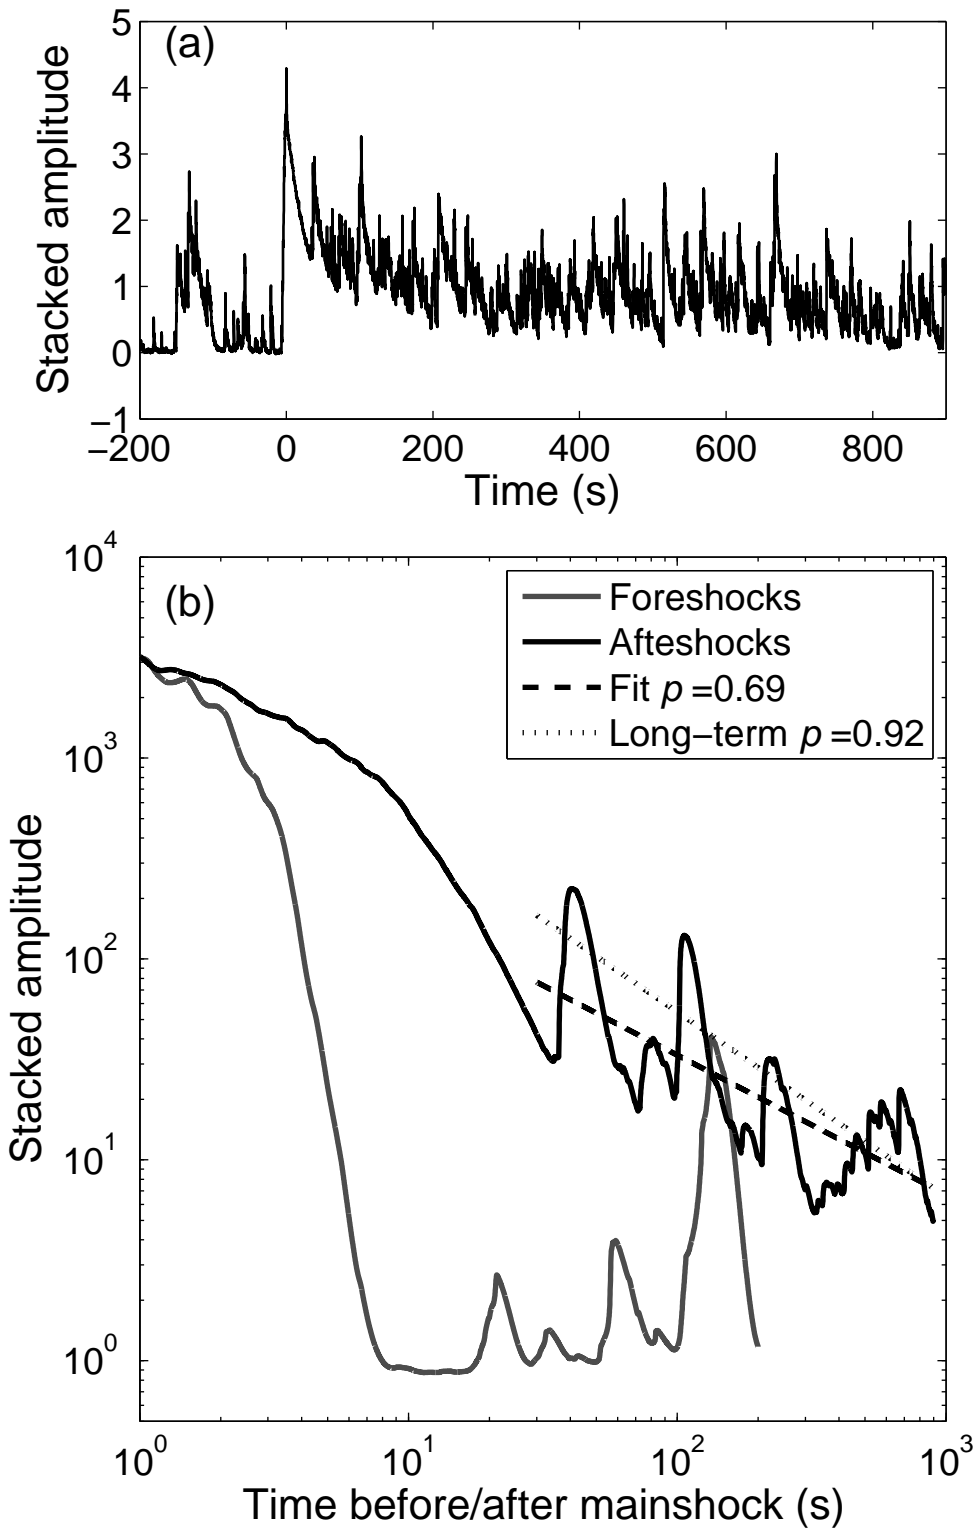 (a)
Stacked amplitude
5
4
3
2
1
0
−1
−200 0 200 400 600 800
Time (s)
(b)
Stacked amplitude
10^4
10^3
10^2
10^1
10^0
Foreshocks
Afteshocks
Fit p =0.69
Long−term p =0.92
10^0 10^1 10^2 10^3
Time before/after mainshock (s)